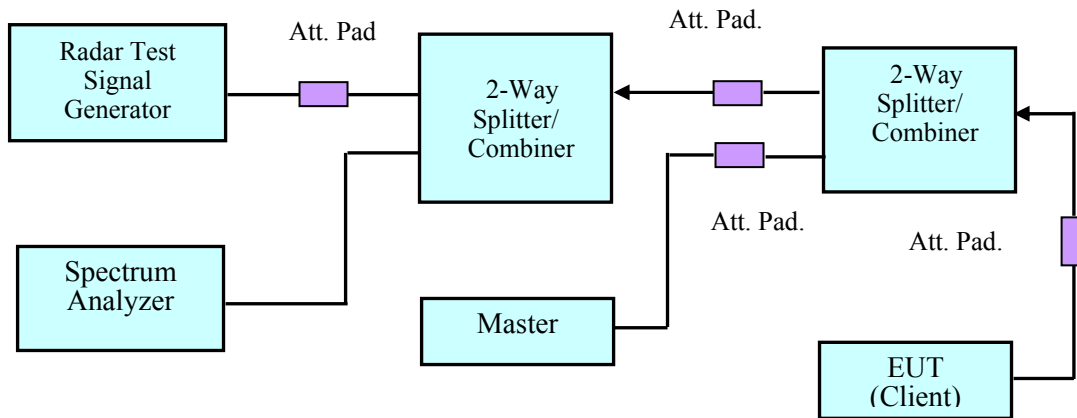 Radar Test
Signal
Generator
Att. Pad
2-Way
Splitter/
Combiner
Att. Pad.
2-Way
Splitter/
Combiner
Att. Pad.
Att. Pad.
Spectrum
Analyzer
Master
EUT
(Client)